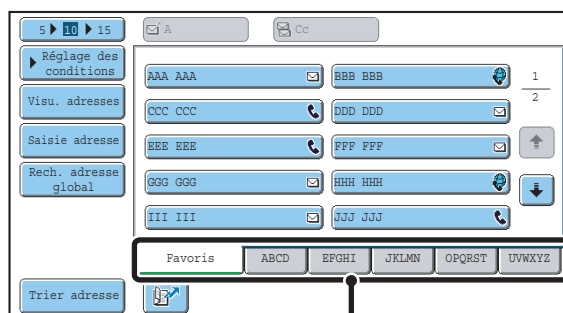 5 10 15
A
Cc
Réglage des
conditions
Visu. adresses
Saisie adresse
Rech. adresse
global
Trier adresse
AAA AAA
BBB BBB
CCC CCC
DDD DDD
EEE EEE
FFF FFF
GGG GGG
HHH HHH
III III
JJJ JJJ
1
2
Favoris
ABCD
EFGHI
JKLMN
OPQRST
UVWXYZ